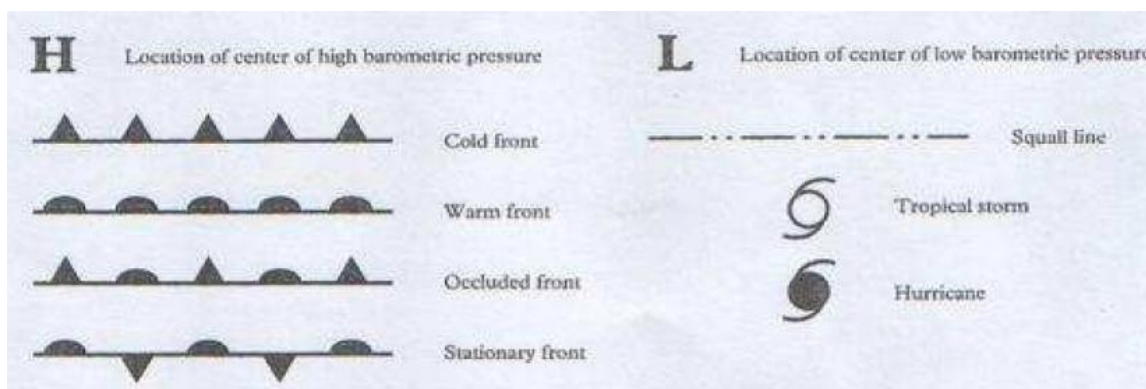 H Location of center of high barometric pressure
L Location of center of low barometric pressure
Cold front
Squall line
Warm front
Tropical storm
Occluded front
Hurricane
Stationary front